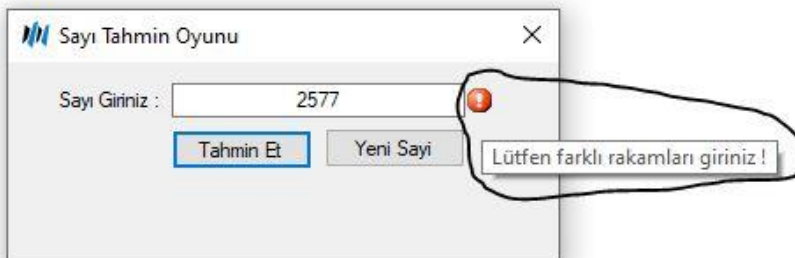 Sayı Tahmin Oyunu
Sayı Giriniz :
2577
Tahmin Et
Yeni Sayi
Lütfen farklı rakamları giriniz !